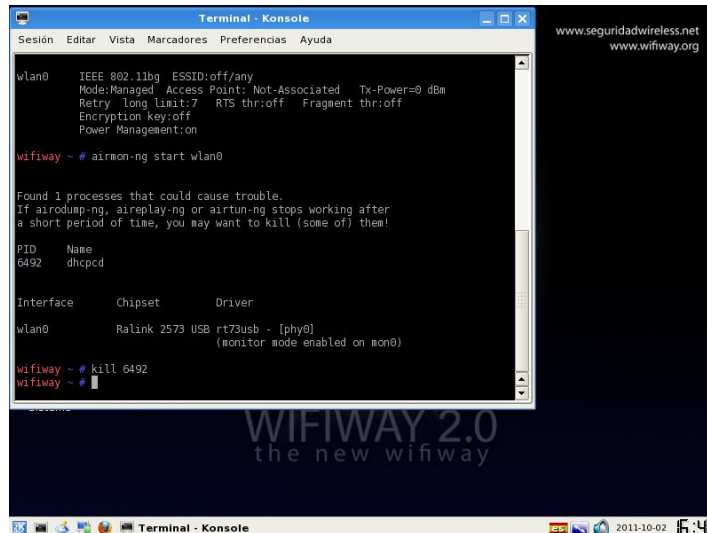 Terminal - Konsole
www.seguridadwireless.net
www.wifiway.org
Sesión Editar Vista Marcadores Preferencias Ayuda
wlan0 IEEE 802.11bg ESSID:off/any
Mode:Managed Access Point: Not-Associated Tx-Power=0 dBm
Retry long limit:7 RTS thr:off Fragment thr:off
Encryption key:off
Power Management:on
wifiway ~ # airmon-ng start wlan0
Found 1 processes that could cause trouble.
If airodump-ng, aireplay-ng or airtun-ng stops working after
a short period of time, you may want to kill (some of) them!
PID Name
6492 dhcpcd
Interface Chipset Driver
wlan0 Ralink 2573 USB rt73usb - [phy0]
(monitor mode enabled on mon0)
wifiway ~ # kill 6492
wifiway ~ #
WIFIWAY 2.0
the new wifiway
Terminal - Konsole
es
2011-10-02